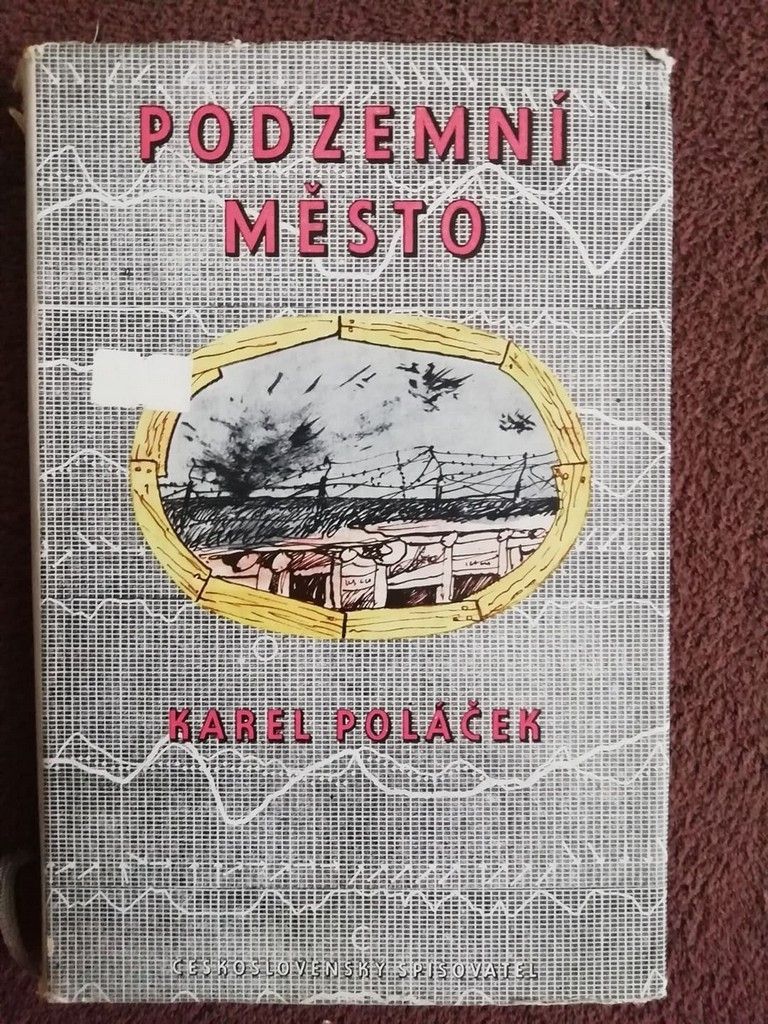 PODZEMNÍ
MĚSTO
KAREL POLÁČEK
ČESKOSLOVENSKÝ SPISOVATEL